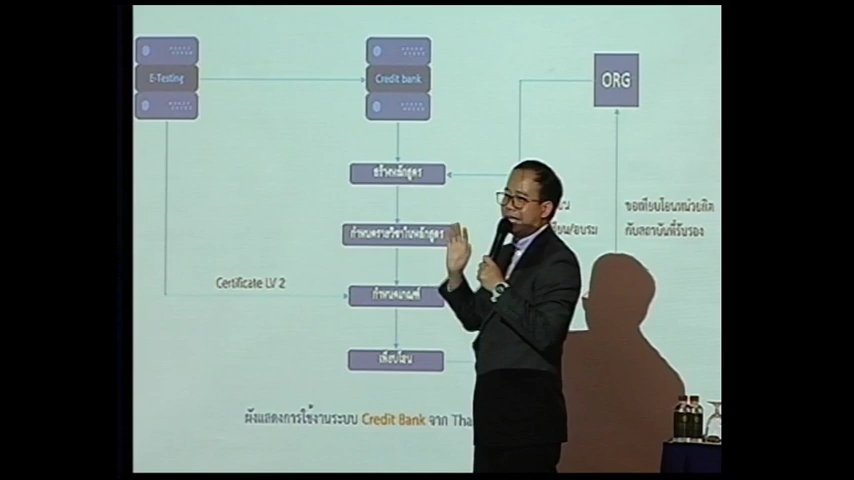 E-Testing
Credit bank
ORG
สร้างหลักสูตร
กำหนดรายวิชาในหลักสูตร
ขอเทียบโอนหน่วยกิต
กับสถาบันที่รับรอง
Certificate LV 2
กำหนดเกณฑ์
เทียบโอน
ผังแสดงการใช้งานระบบ Credit Bank จาก